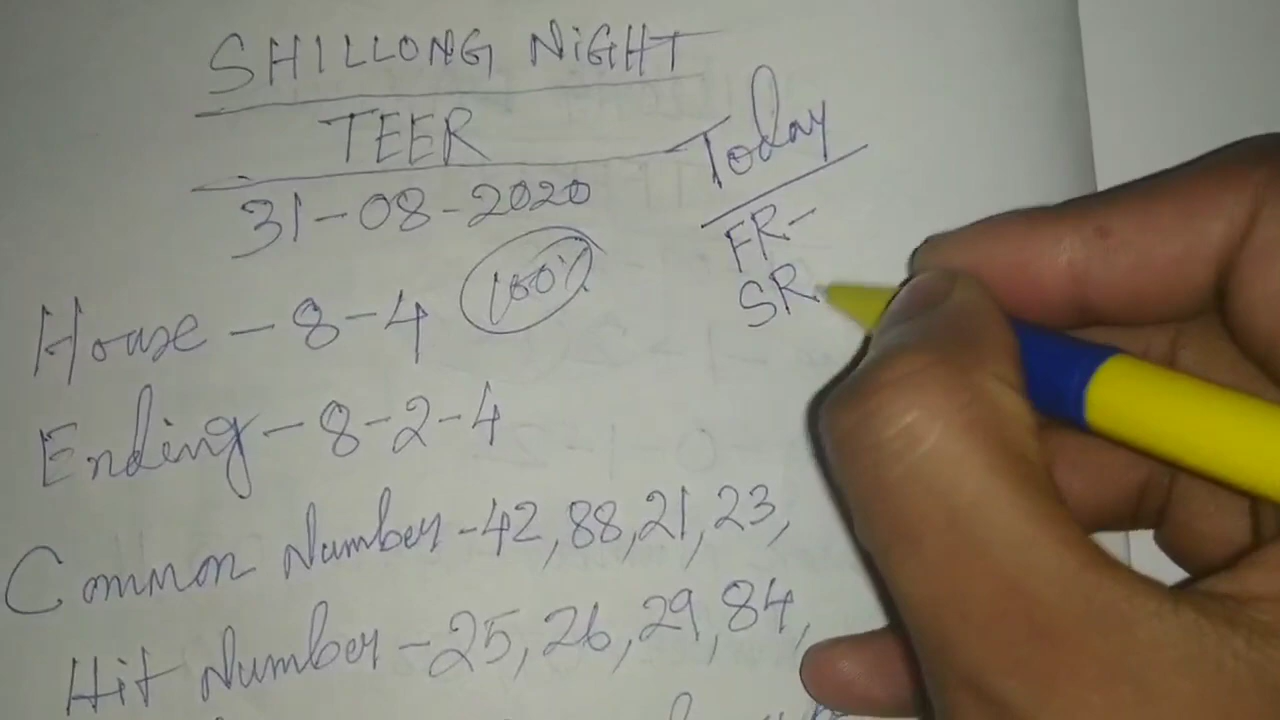 SHILLONG NIGHT
TEER
31-08-2020
Today
FR-
SR
House - 8-4 100%
Ending - 8-2-4
Common Number - 42, 88, 21, 23,
Hit Number - 25, 26, 29, 84,